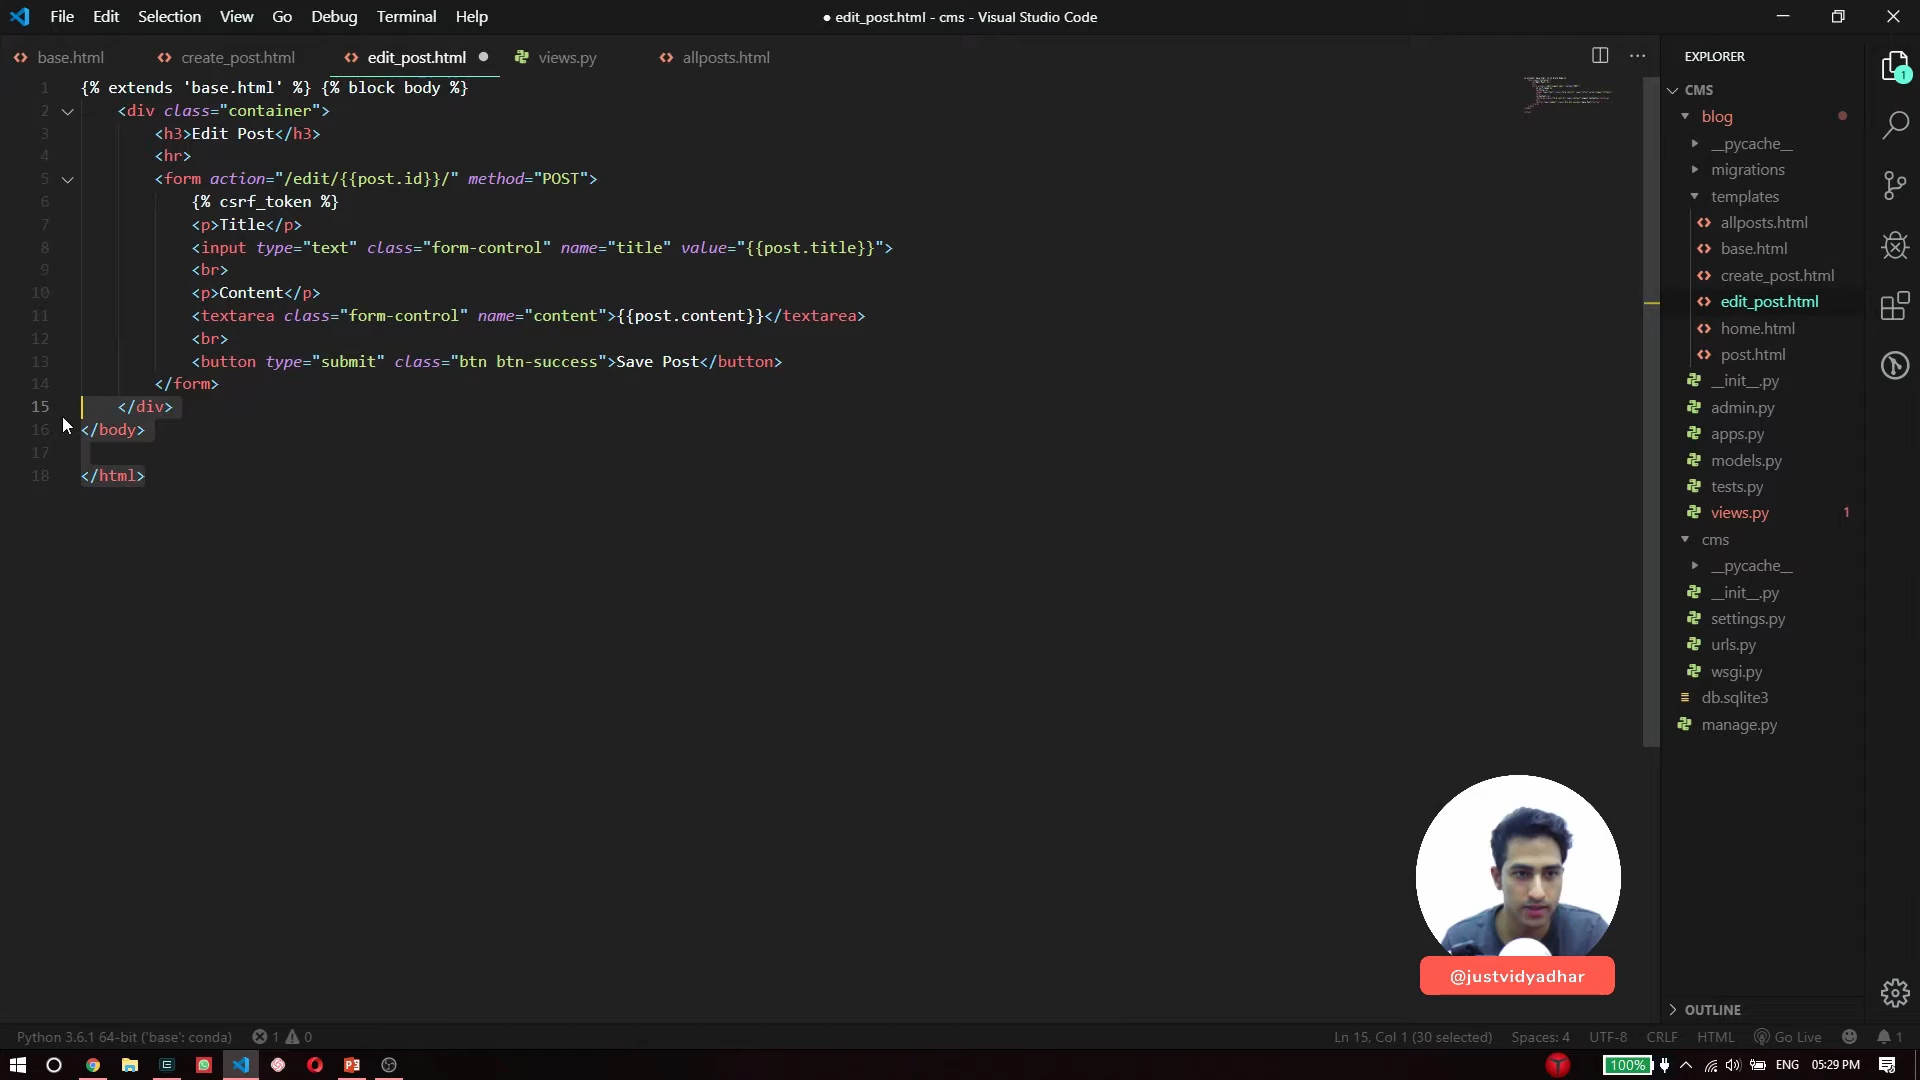 File Edit Selection View Go Debug Terminal Help
● edit_post.html - cms - Visual Studio Code
base.html create_post.html edit_post.html views.py allposts.html
1 {% extends 'base.html' %} {% block body %}
2 <div class="container">
3 <h3>Edit Post</h3>
4 <hr>
5 <form action="/edit/{{post.id}}/" method="POST">
6 {% csrf_token %}
7 <p>Title</p>
8 <input type="text" class="form-control" name="title" value="{{post.title}}">
9 <br>
10 <p>Content</p>
11 <textarea class="form-control" name="content">{{post.content}}</textarea>
12 <br>
13 <button type="submit" class="btn btn-success">Save Post</button>
14 </form>
15 </div>
16 </body>
17
18 </html>
EXPLORER
CMS
blog
__pycache__
migrations
templates
allposts.html
base.html
create_post.html
edit_post.html
home.html
post.html
__init__.py
admin.py
apps.py
models.py
tests.py
views.py 1
cms
__pycache__
__init__.py
settings.py
urls.py
wsgi.py
db.sqlite3
manage.py
OUTLINE
1
@justvidyadhar
Python 3.6.1 64-bit ('base': conda) 1 0
Ln 15, Col 1 (30 selected) Spaces: 4 UTF-8 CRLF HTML Go Live 1
100% ENG 05:29 PM